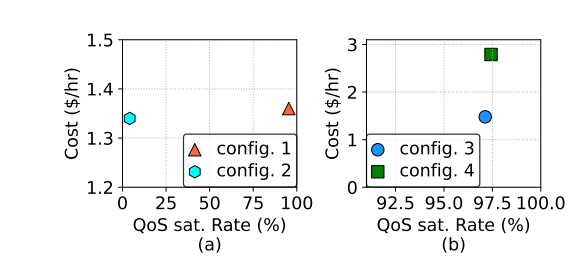 1.5
1.4
1.3
1.2
Cost ($/hr)
config. 1
config. 2
0 25 50 75 100
QoS sat. Rate (%)
(a)
3
2
1
0
Cost ($/hr)
config. 3
config. 4
92.5 95.0 97.5 100.0
QoS sat. Rate (%)
(b)